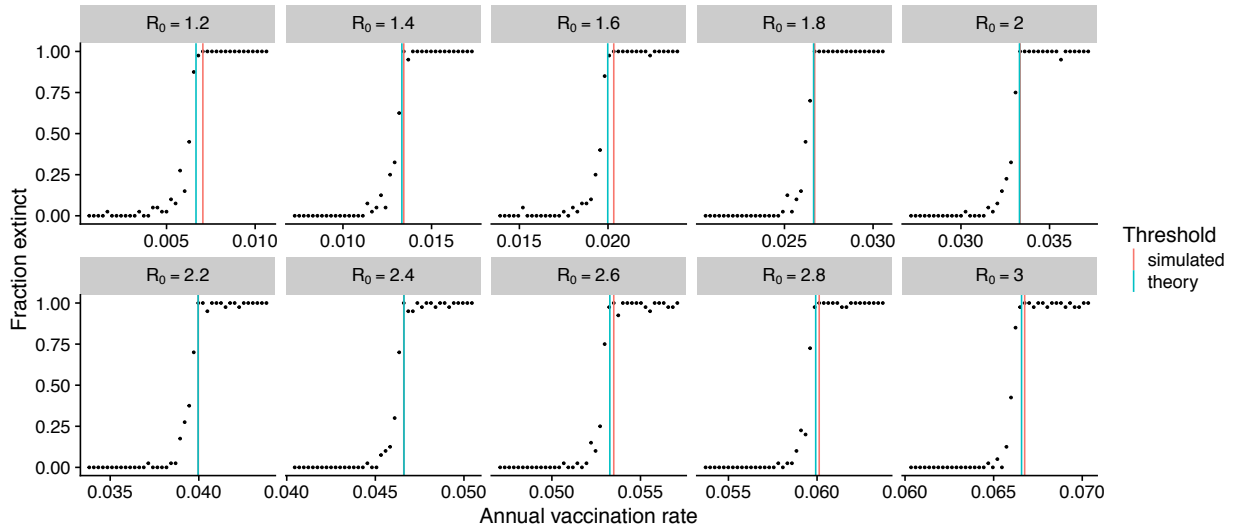 R0 = 1.2 R0 = 1.4 R0 = 1.6 R0 = 1.8 R0 = 2
1.00
0.75
0.50
0.25
0.00
0.005 0.010 0.010 0.015 0.015 0.020 0.025 0.030 0.030 0.035
R0 = 2.2 R0 = 2.4 R0 = 2.6 R0 = 2.8 R0 = 3
1.00
0.75
0.50
0.25
0.00
0.035 0.040 0.040 0.045 0.050 0.050 0.055 0.055 0.060 0.060 0.065 0.070
Fraction extinct
Annual vaccination rate
Threshold
simulated
theory